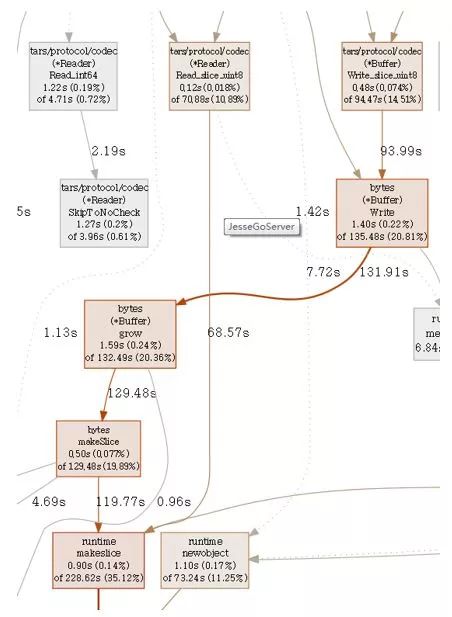 tars/protocol/codec
(*Reader)
Read_int64
1.22s (0.19%)
of 4.71s (0.72%)
tars/protocol/codec
(*Reader)
Read_slice_uint8
0.12s (0.018%)
of 70.88s (10.89%)
tars/protocol/codec
(*Buffer)
Write_slice_uint8
0.48s (0.074%)
of 94.47s (14.51%)
2.19s
93.99s
tars/protocol/codec
(*Reader)
SkipToNoCheck
1.27s (0.2%)
of 3.96s (0.61%)
bytes
(*Buffer)
Write
1.40s (0.22%)
of 135.48s (20.81%)
5s
1.42s
JesseGoServer
7.72s
131.91s
bytes
(*Buffer)
grow
1.59s (0.24%)
of 132.49s (20.36%)
1.13s
68.57s
ru
me
6.84s
129.48s
bytes
makeSlice
0.50s (0.077%)
of 129.48s (19.89%)
4.69s
119.77s
0.96s
runtime
makeslice
0.90s (0.14%)
of 228.62s (35.12%)
runtime
newobject
1.10s (0.17%)
of 73.24s (11.25%)